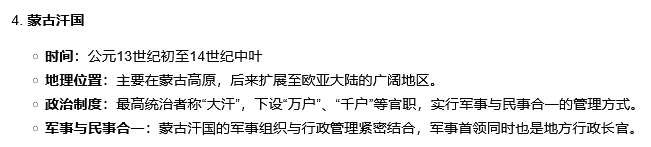 4. 蒙古汗国
时间：公元13世纪初至14世纪中叶
地理位置：主要在蒙古高原，后来扩展至欧亚大陆的广阔地区。
政治制度：最高统治者称“大汗”，下设“万户”、“千户”等官职，实行军事与民事合一的管理方式。
军事与民事合一：蒙古汗国的军事组织与行政管理紧密结合，军事首领同时也是地方行政长官。